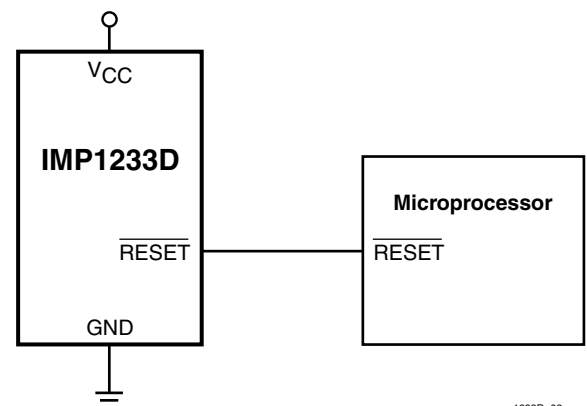 VCC
IMP1233D
Microprocessor
RESET
RESET
GND